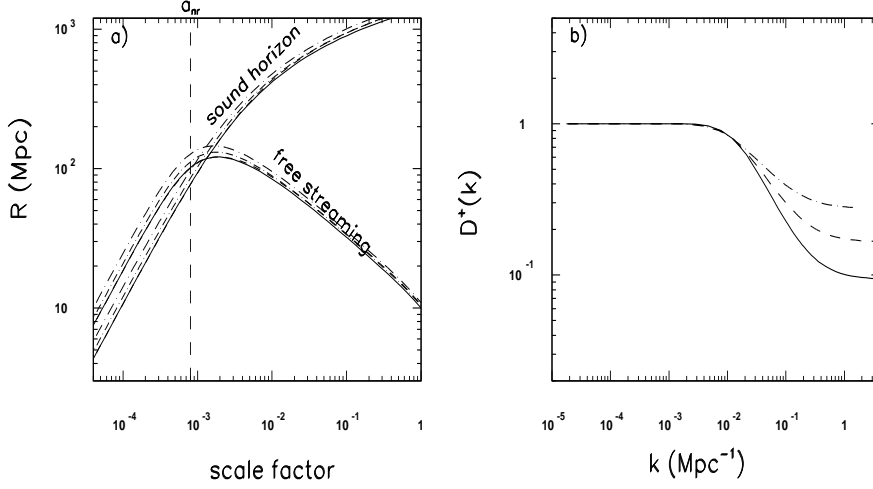 a_nr
a)
sound horizon
free streaming
R (Mpc)
10^3
10^2
10
10^-4
10^-3
10^-2
10^-1
1
scale factor
b)
D^+(k)
1
10^-1
10^-5
10^-4
10^-3
10^-2
10^-1
1
k (Mpc^-1)